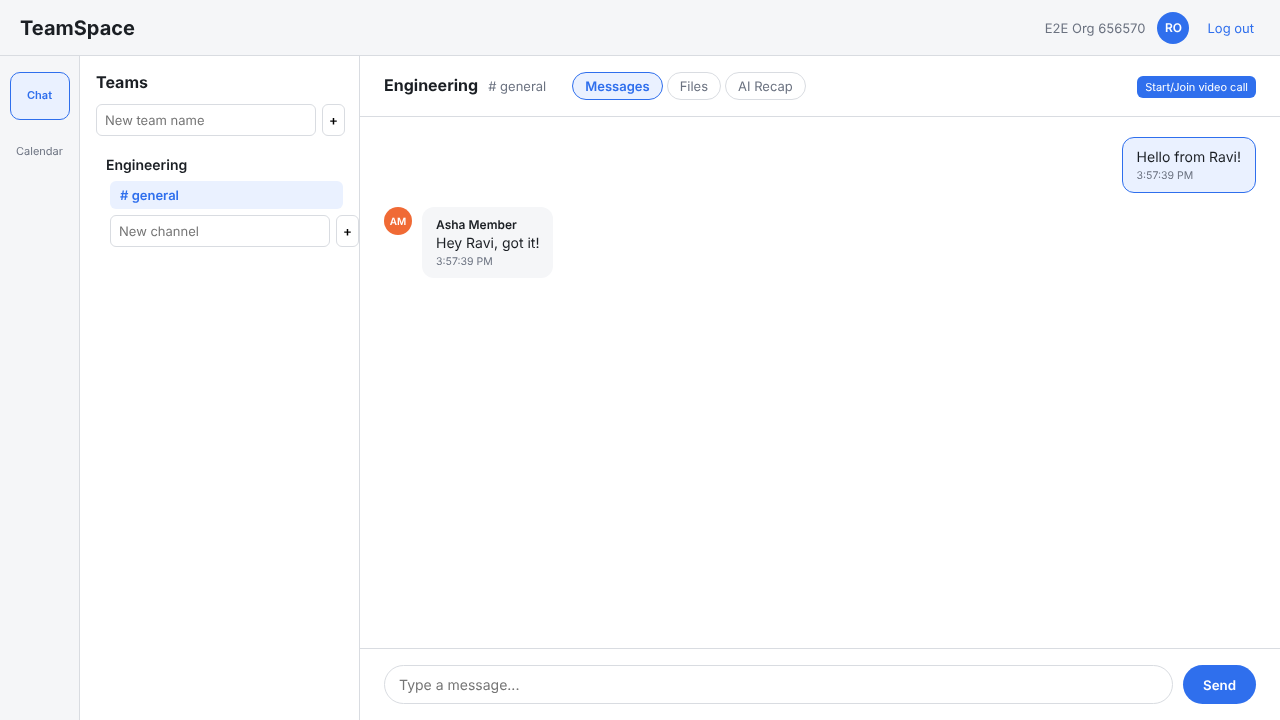 TeamSpace
E2E Org 656570
RO
Log out
Chat
Calendar
Teams
New team name
+
Engineering
# general
New channel
+
Engineering
# general
Messages
Files
AI Recap
Start/Join video call
Hello from Ravi!
3:57:39 PM
AM
Asha Member
Hey Ravi, got it!
3:57:39 PM
Type a message...
Send